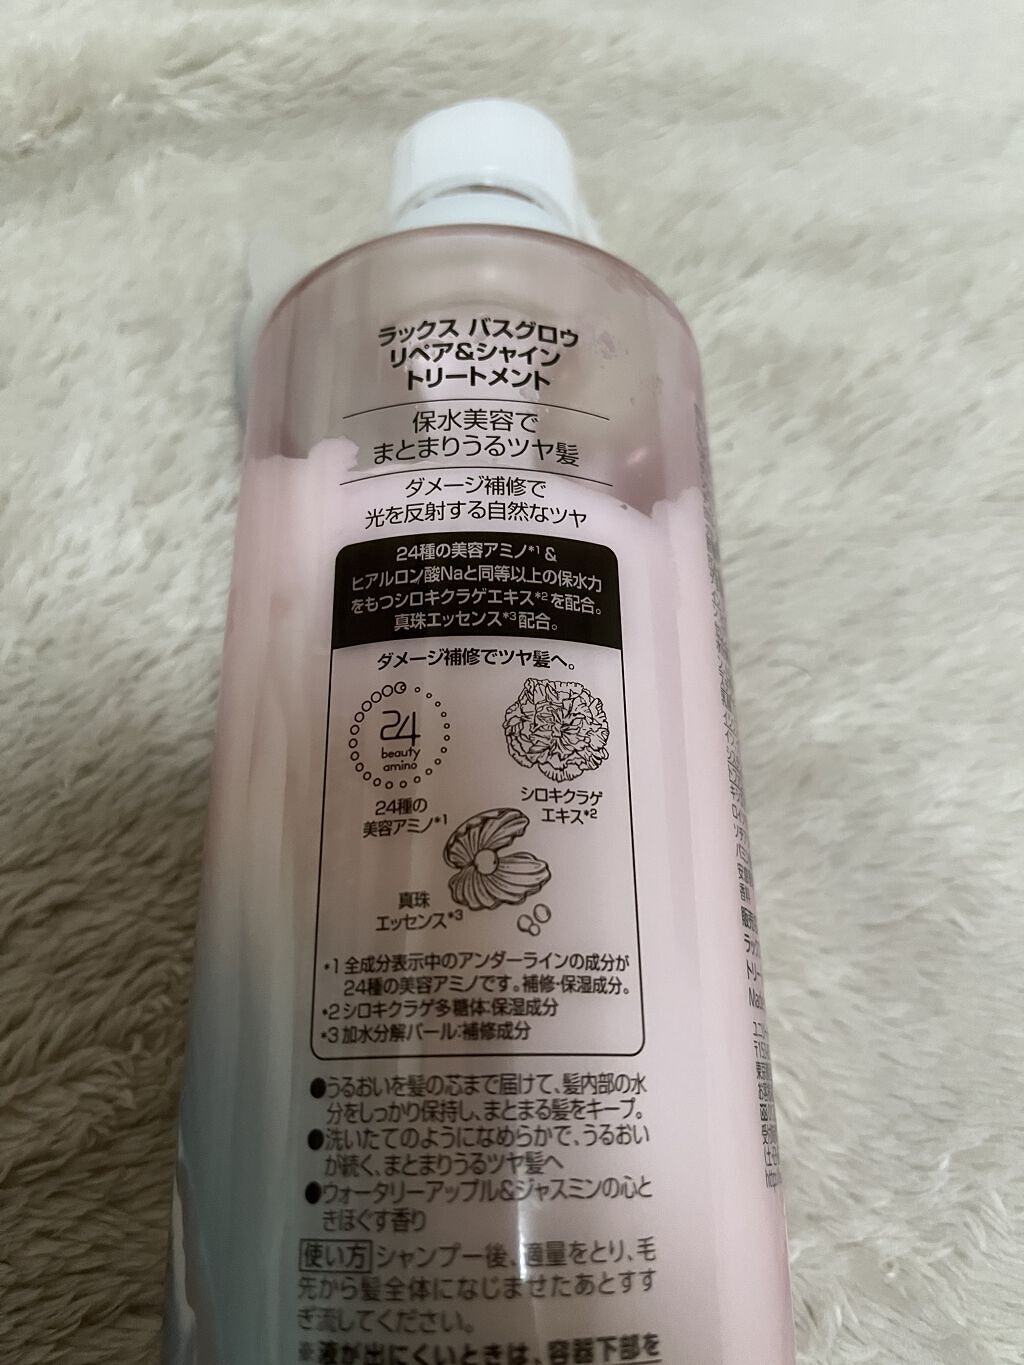 ラックス バスグロウ
リペア&シャイン
トリートメント
保水美容で
まとまりうるツヤ髪
ダメージ補修で
光を反射する自然なツヤ
24種の美容アミノ*1 &
ヒアルロン酸Naと同等以上の保水力
をもつシロキクラゲエキス*2を配合。
真珠エッセンス*3配合。
ダメージ補修でツヤ髪へ。
24
beauty
amino
24種の
美容アミノ*1
シロキクラゲ
エキス*2
真珠
エッセンス*3
*1 全成分表示中のアンダーラインの成分が
24種の美容アミノです。補修・保湿成分。
*2 シロキクラゲ多糖体:保湿成分
*3 加水分解パール:補修成分
●うるおいを髪の芯まで届けて、髪内部の水
分をしっかり保持し、まとまる髪をキープ。
●洗いたてのようになめらかで、うるおい
が続く、まとまりうるツヤ髪へ
●ウォータリーアップル&ジャスミンの心と
きほぐす香り
使い方 シャンプー後、適量をとり、毛
先から髪全体になじませたあとすす
ぎ流してください。
※液が出にくいときは、容器下部を